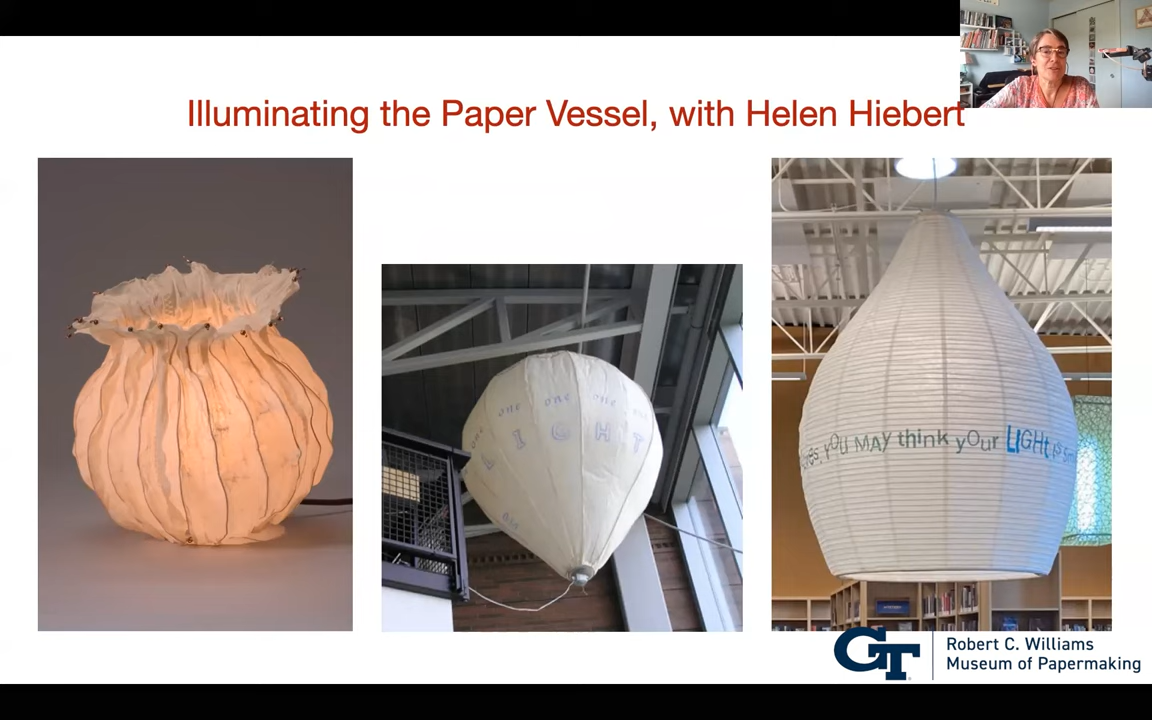 Illuminating the Paper Vessel, with Helen Hiebert
one one one
LIGHT
yOU MAY thinK yOur LIGHt is
GT
Robert C. Williams
Museum of Papermaking